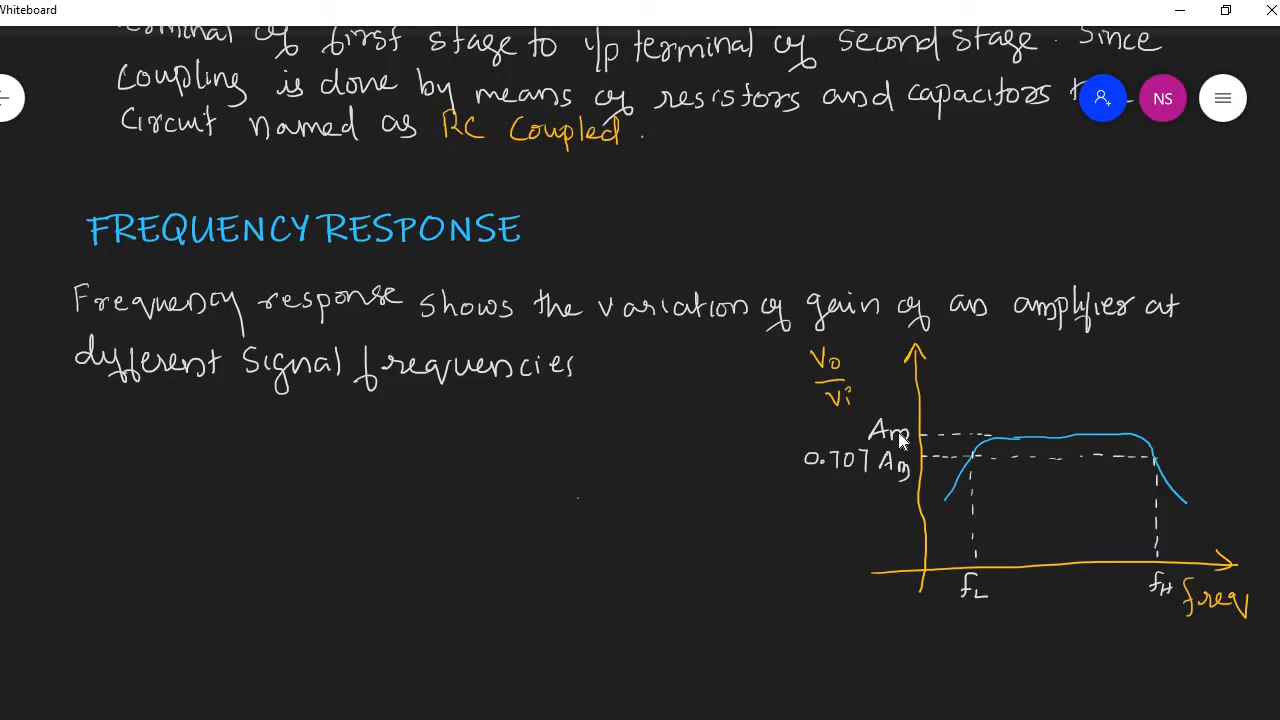 Whiteboard
terminal of first stage to i/p terminal of second stage. Since
coupling is done by means of resistors and capacitors
NS
Circuit named as RC Coupled.
FREQUENCY RESPONSE
Frequency response shows the variation of gain of an amplifier at
different signal frequencies
Vo
Vi
Am
0.707 Am
fL
fH
freq